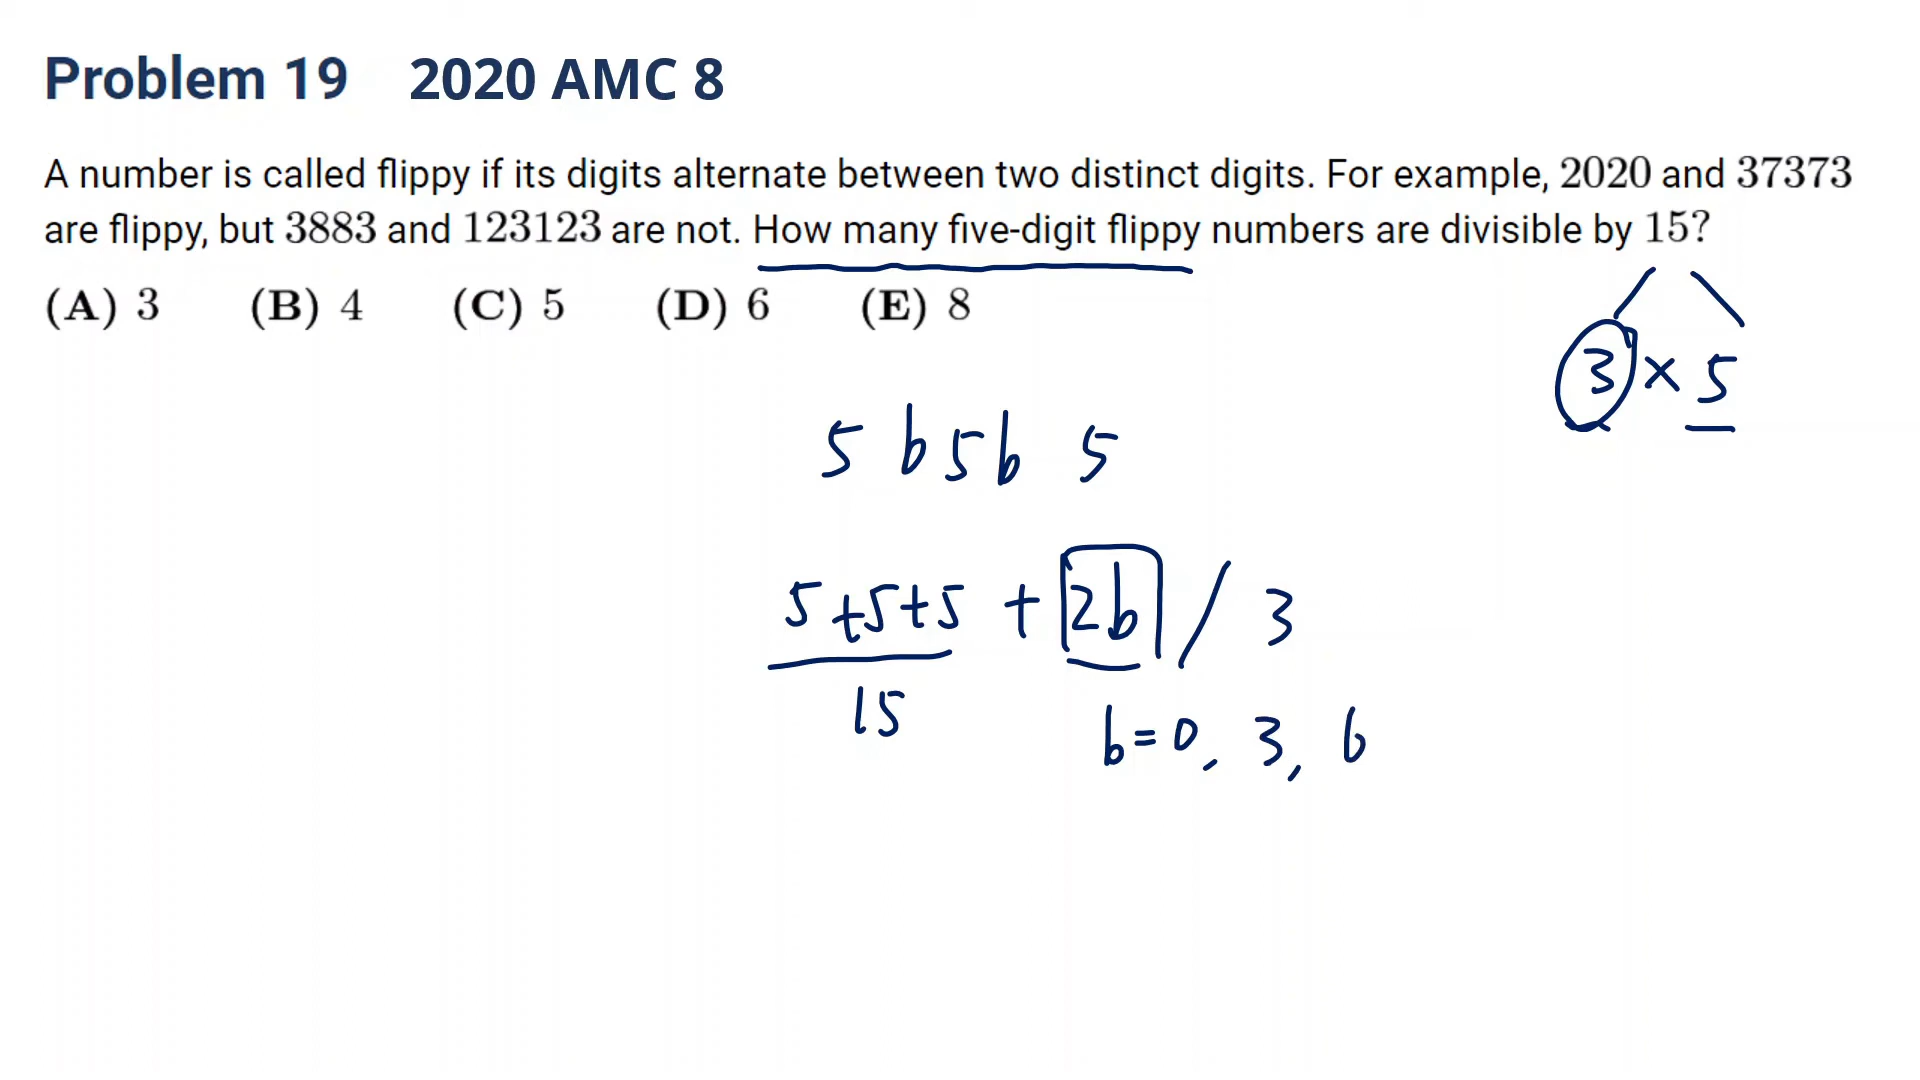 Problem 19 2020 AMC 8
A number is called flippy if its digits alternate between two distinct digits. For example, 2020 and 37373
are flippy, but 3883 and 123123 are not. How many five-digit flippy numbers are divisible by 15?
(A) 3 (B) 4 (C) 5 (D) 6 (E) 8
3 × 5
5 b 5 b 5
5+5+5 + 2b / 3
15
b=0, 3, 6